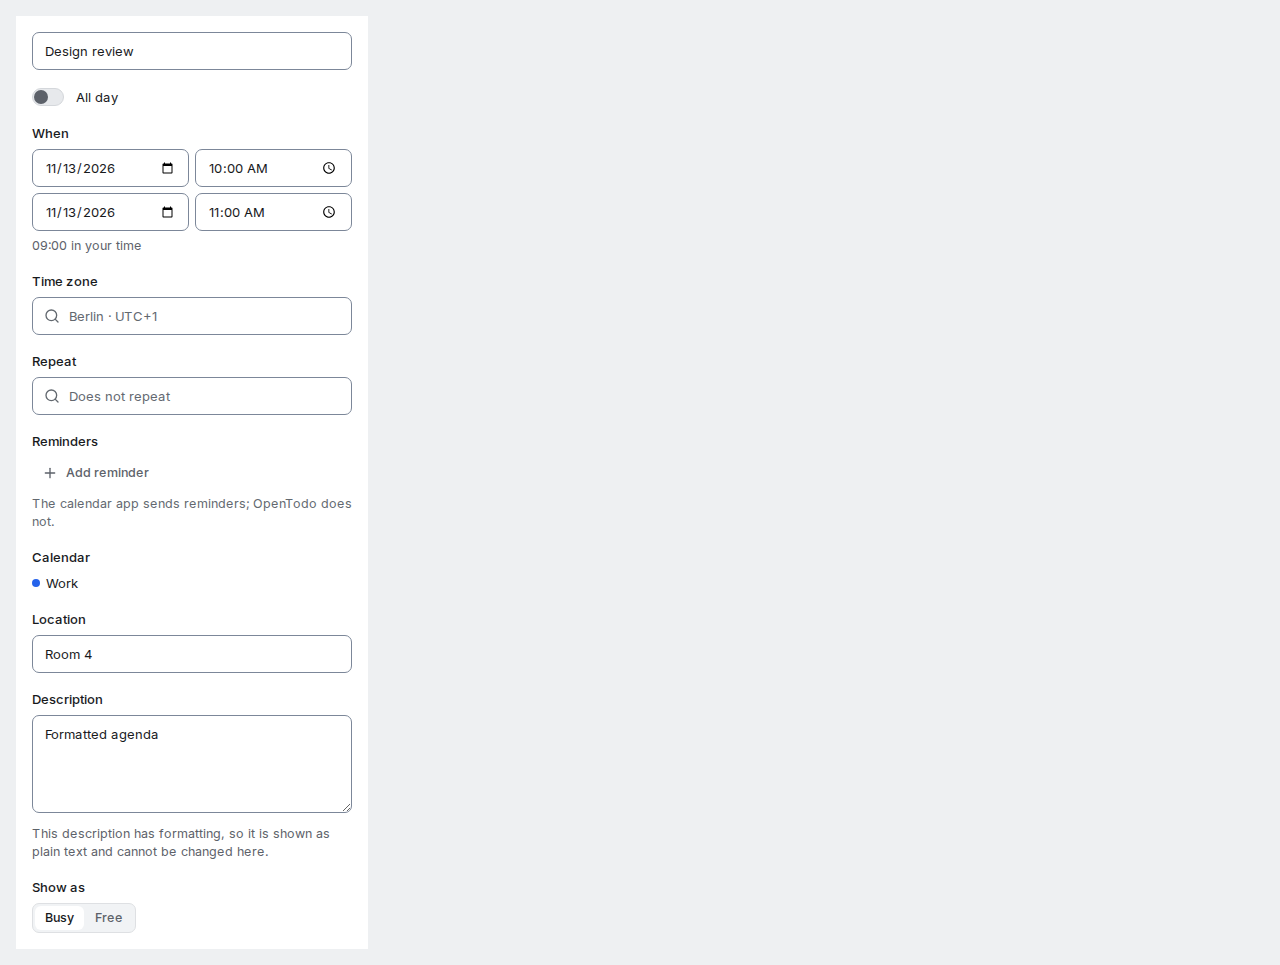 Design review
All day
When
11/13/2026 10:00 AM
11/13/2026 11:00 AM
09:00 in your time
Time zone
Berlin · UTC+1
Repeat
Does not repeat
Reminders
Add reminder
The calendar app sends reminders; OpenTodo does
not.
Calendar
Work
Location
Room 4
Description
Formatted agenda
This description has formatting, so it is shown as
plain text and cannot be changed here.
Show as
Busy Free